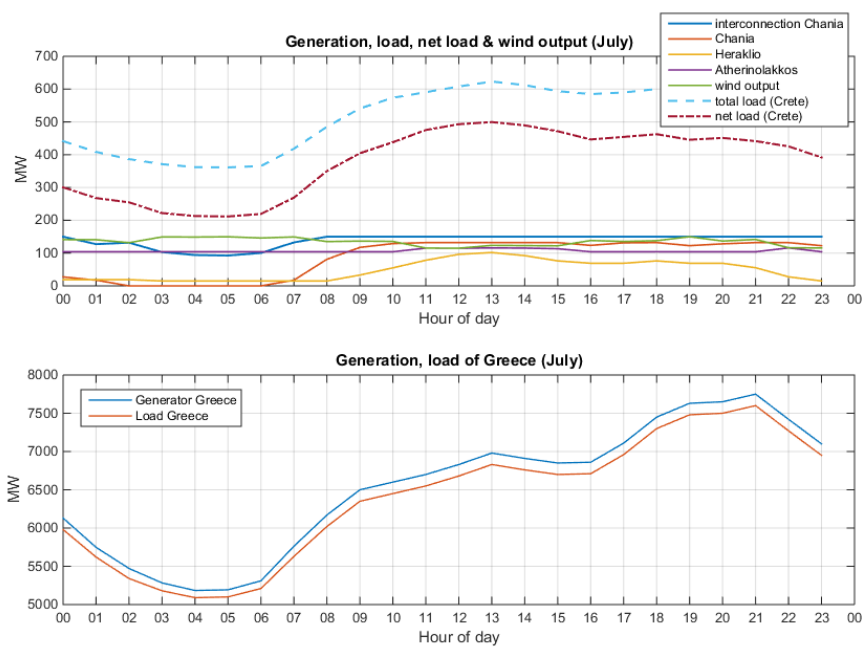 Generation, load, net load & wind output (July)
interconnection Chania
Chania
Heraklio
Atherinolakkos
wind output
total load (Crete)
net load (Crete)
MW
700
600
500
400
300
200
100
0
00 01 02 03 04 05 06 07 08 09 10 11 12 13 14 15 16 17 18 19 20 21 22 23 00
Hour of day
Generation, load of Greece (July)
Generator Greece
Load Greece
MW
8000
7500
7000
6500
6000
5500
5000
00 01 02 03 04 05 06 07 08 09 10 11 12 13 14 15 16 17 18 19 20 21 22 23 00
Hour of day